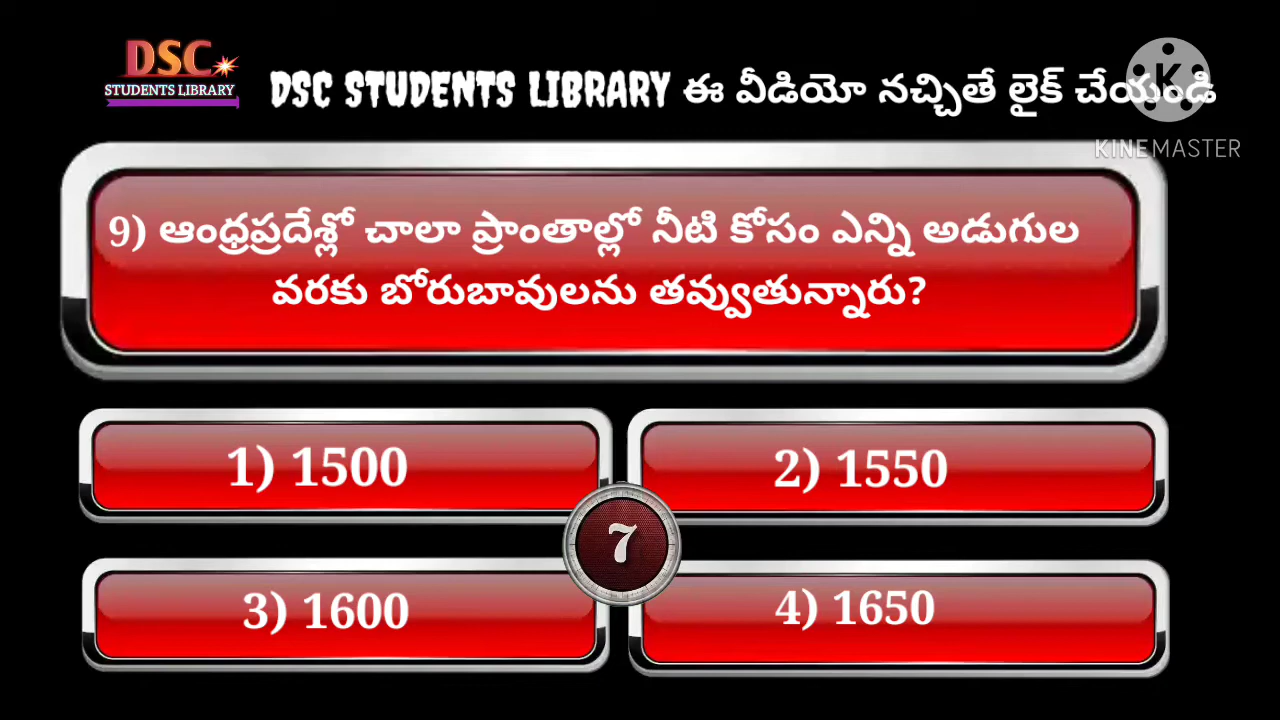 DSC
STUDENTS LIBRARY
DSC STUDENTS LIBRARY ఈ వీడియో నచ్చితే లైక్ చేయండి
K
KINEMASTER
9) ఆంధ్రప్రదేశ్లో చాలా ప్రాంతాల్లో నీటి కోసం ఎన్ని అడుగుల
వరకు బోరుబావులను తవ్వుతున్నారు?
1) 1500
2) 1550
7
3) 1600
4) 1650